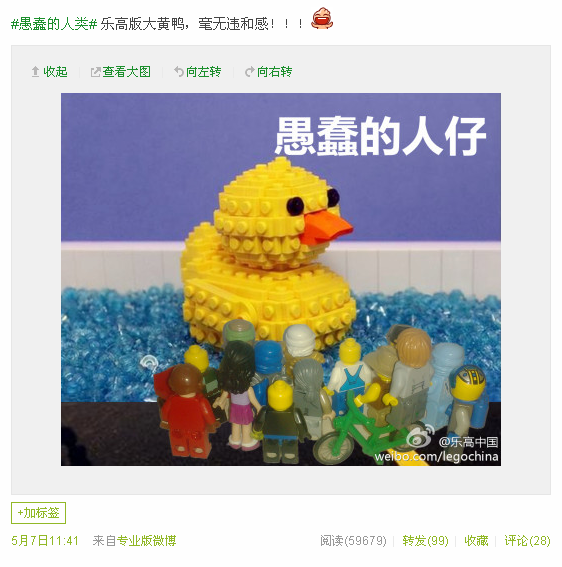 #愚蠢的人类# 乐高版大黄鸭，毫无违和感！！！
收起 查看大图 向左转 向右转
愚蠢的人仔
@乐高中国
weibo.com/legochina
+加标签
5月7日11:41 来自专业版微博 阅读(59679) 转发(99) 收藏 评论(28)